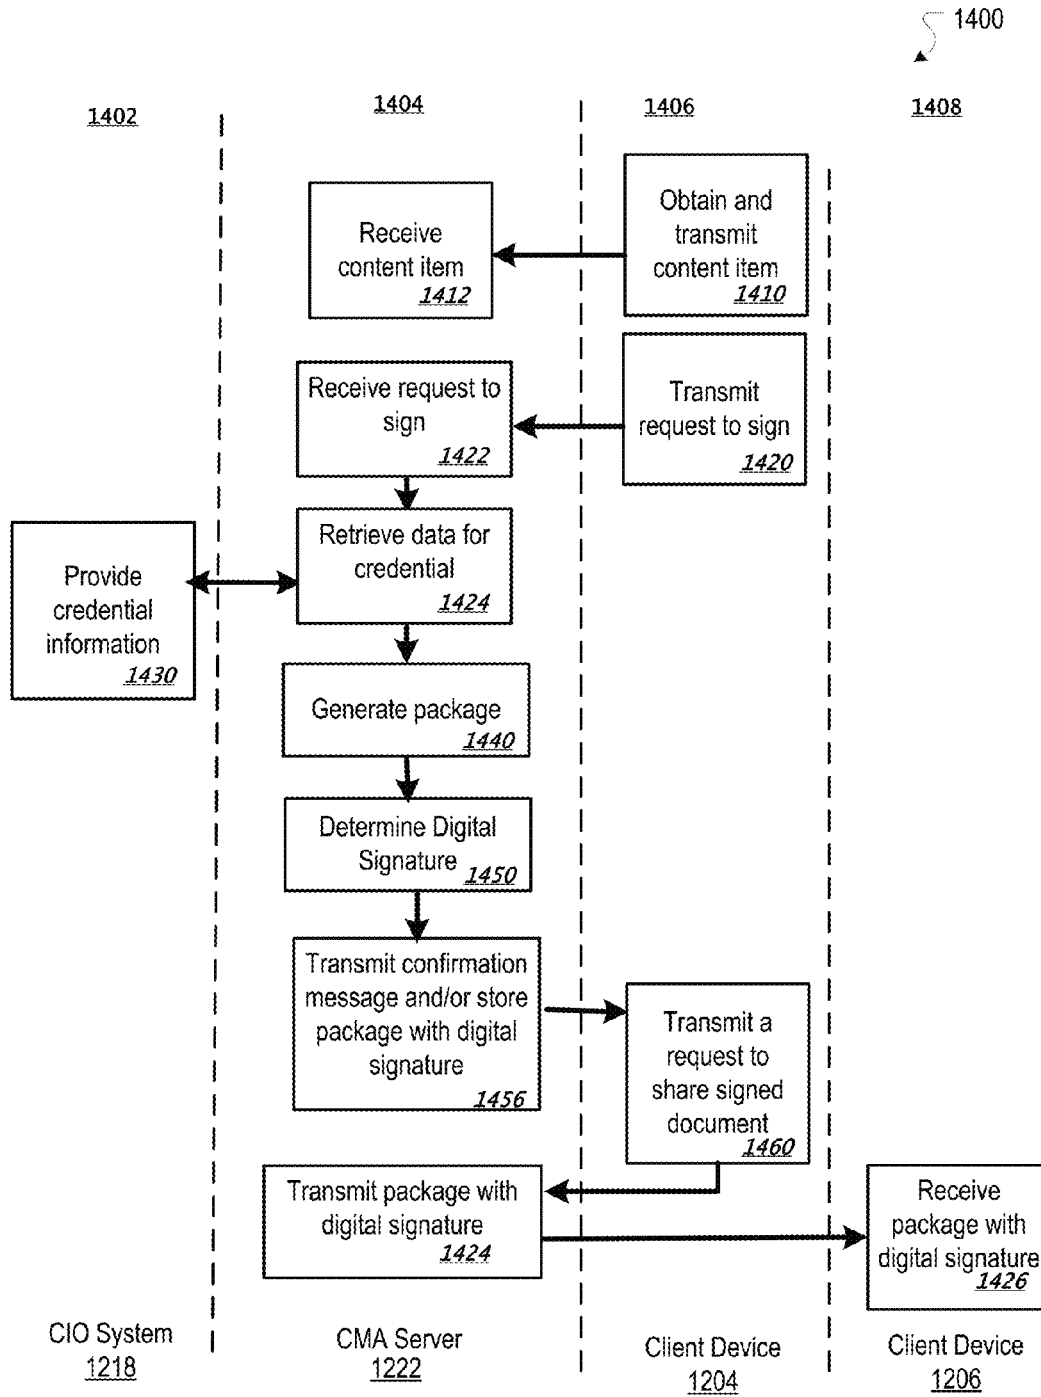 1400
1402
1404
1406
1408
Obtain and
transmit
content item
1410
Receive
content item
1412
Transmit
request to sign
1420
Receive request to
sign
1422
Retrieve data for
credential
1424
Provide
credential
information
1430
Generate package
1440
Determine Digital
Signature
1450
Transmit confirmation
message and/or store
package with digital
signature
1456
Transmit a
request to
share signed
document
1460
Transmit package with
digital signature
1424
Receive
package with
digital signature
1426
CIO System
1218
CMA Server
1222
Client Device
1204
Client Device
1206